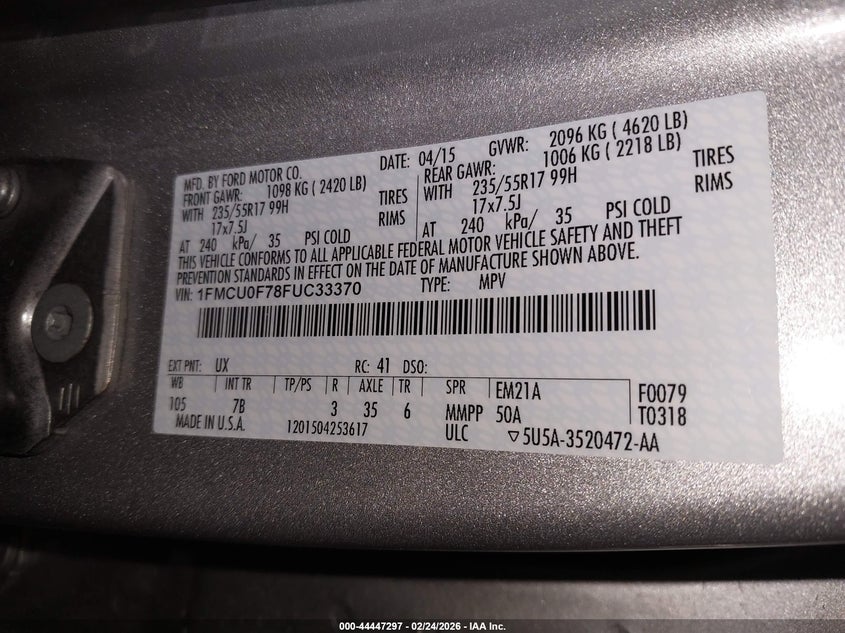 MFD. BY FORD MOTOR CO.
DATE: 04/15
GVWR: 2096 KG ( 4620 LB)
FRONT GAWR: 1098 KG ( 2420 LB)
REAR GAWR: 1006 KG ( 2218 LB)
WITH 235/55R17 99H TIRES
WITH 235/55R17 99H TIRES
17x7.5J RIMS
17x7.5J RIMS
AT 240 kPa/ 35 PSI COLD
AT 240 kPa/ 35 PSI COLD
THIS VEHICLE CONFORMS TO ALL APPLICABLE FEDERAL MOTOR VEHICLE SAFETY AND THEFT
PREVENTION STANDARDS IN EFFECT ON THE DATE OF MANUFACTURE SHOWN ABOVE.
VIN: 1FMCU0F78FUC33370
TYPE: MPV
EXT PNT: UX RC: 41 DSO:
WB INT TR TP/PS R AXLE TR SPR EM21A F0079
105 7B 3 35 6 MMPP 50A T0318
MADE IN U.S.A. 1201504253617 ULC ▽5U5A-3520472-AA
000-44447297 - 02/24/2026 - IAA Inc.